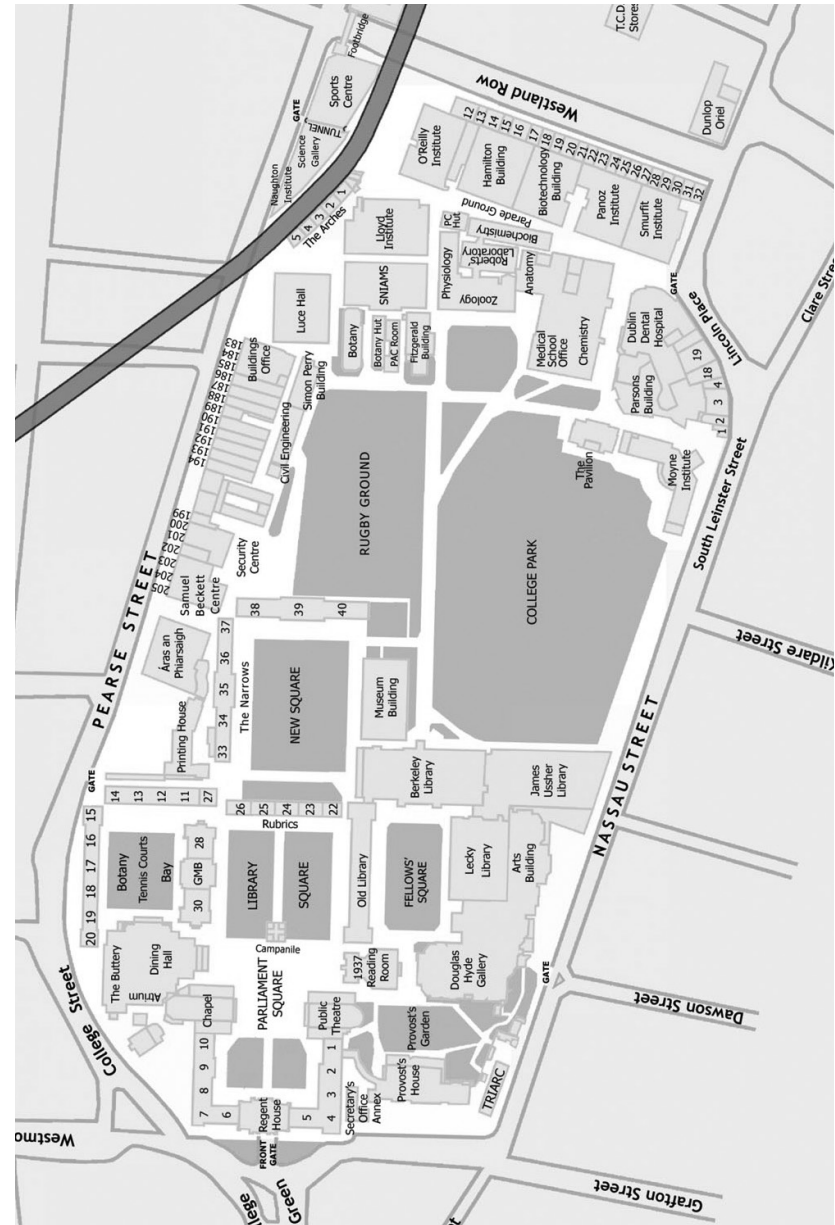 T.C.D.
Stores
Footbridge
Sports
Centre
GATE
TUNNEL
Science
Gallery
Naughton
Institute
Westland Row
Dunlop
Oriel
5
4
3
2
1
The Arches
O'Reilly
Institute
12
13
14
15
16
17
18
19
20
21
22
23
24
25
26
27
28
29
30
31
32
Hamilton
Building
Biotechnology
Building
Panoz
Institute
Smurfit
Institute
Parade Ground
Lloyd
Institute
PC
Hut
Biochemistry
Roberts'
Laboratory
Physiology
Zoology
Anatomy
SNIAMS
Luce Hall
Botany
Botany Hut
PAC Room
Fitzgerald
Building
Medical
School
Office
Chemistry
GATE
Dublin
Dental
Hospital
Lincoln Place
Clare Stre
Parsons
Building
19
18
4
3
2
1
183
184
185
186
187
188
189
190
191
192
193
194
Buildings
Office
Simon Perry
Building
Civil Engineering
199
200
201
202
203
204
205
Security
Centre
Samuel
Beckett
Centre
RUGBY GROUND
COLLEGE PARK
The
Pavilion
Moyne
Institute
South Leinster Street
Kildare Street
PEARSE STREET
Áras an
Phiarsaigh
Printing House
38
39
40
37
36
35
34
33
The Narrows
NEW SQUARE
Museum
Building
Berkeley
Library
James
Ussher Library
NASSAU STREET
GATE
14
13
12
11
27
26
25
24
23
22
Rubrics
15
16
17
18
19
20
Botany
Tennis Courts
Bay
28
GMB
30
LIBRARY
SQUARE
Old Library
FELLOWS'
SQUARE
Lecky
Library
Arts
Building
Campanile
The Buttery
Atrium
Dining
Hall
1937
Reading
Room
Douglas
Hyde
Gallery
GATE
Dawson Street
College Street
Chapel
PARLIAMENT
SQUARE
Public
Theatre
Provost's
Garden
10
9
8
7
6
Regent
House
5
4
3
2
1
Secretary's
Office
Annex
Provost's
House
TRIARC
FRONT
GATE
Westmo
Green
Grafton Street